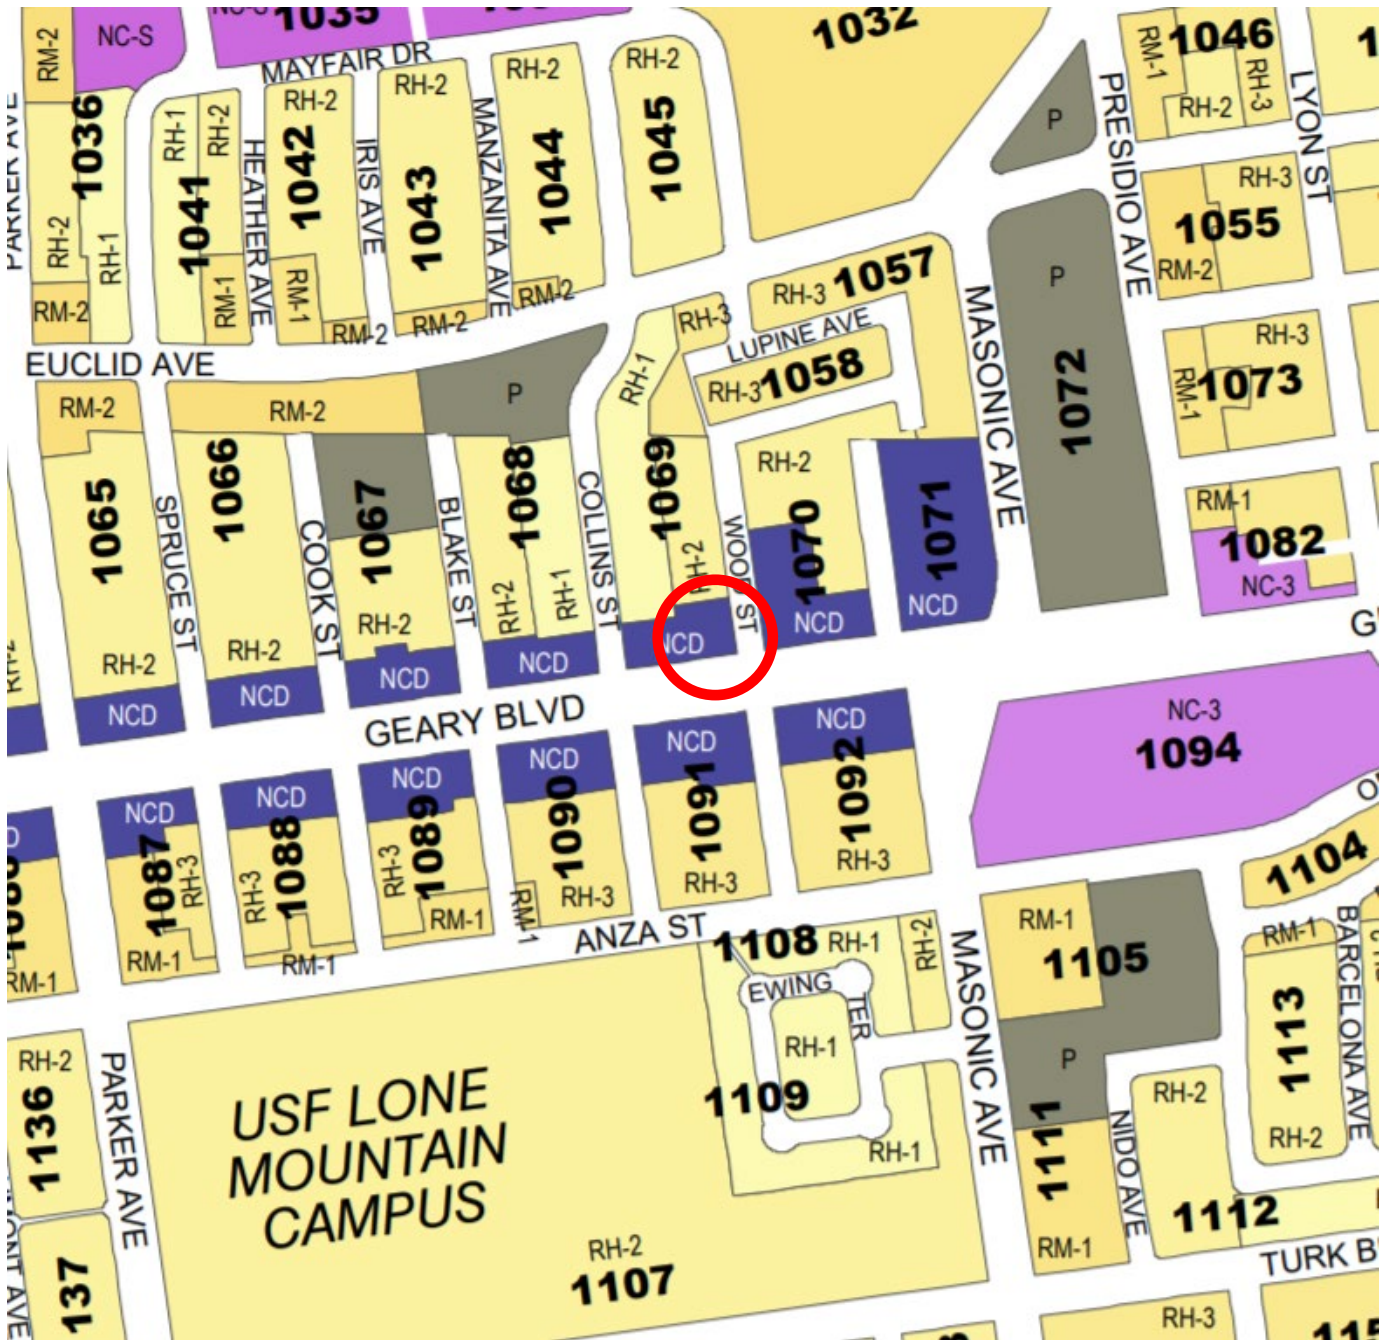 NC-S
1035
1032
RM-2
MAYFAIR DR
RH-2
RH-2
RH-2
RH-2
RM-1
1046
RH-2
RH-3
LYON ST
PARKER AVE
1036
RH-2
RH-1
RM-2
RH-1
1041
RH-2
RM-1
HEATHER AVE
1042
RM-1
RM-2
IRIS AVE
1043
RM-2
MANZANITA AVE
1044
RM-2
1045
P
PRESIDIO AVE
RH-3
1055
RM-2
1057
RH-3
LUPINE AVE
RH-3
1058
MASONIC AVE
P
1072
RH-3
RM-1
1073
EUCLID AVE
RM-2
RM-2
P
RH-1
RH-3
1065
RH-2
NCD
SPRUCE ST
1066
RH-2
NCD
COOK ST
1067
RH-2
NCD
BLAKE ST
1068
RH-2
RH-1
NCD
COLLINS ST
1069
RH-2
NCD
WOOD ST
RH-2
1070
NCD
1071
NCD
RM-1
1082
NC-3
GEARY BLVD
NC-3
1094
NCD
1087
RH-3
RM-1
NCD
1088
RH-3
RM-1
NCD
1089
RH-3
RM-1
NCD
1090
RM-1
RH-3
NCD
1091
RH-3
NCD
1092
RH-3
RM-1
ANZA ST
1108
RH-1
RH-2
EWING
TER
RH-1
1109
RH-1
MASONIC AVE
RM-1
1105
P
1104
RM-1
1113
RH-2
BARCELONA AVE
RH-2
1136
PARKER AVE
137
USF LONE
MOUNTAIN
CAMPUS
RH-2
1107
1111
RM-1
NIDO AVE
RH-2
1112
TURK B
RH-3